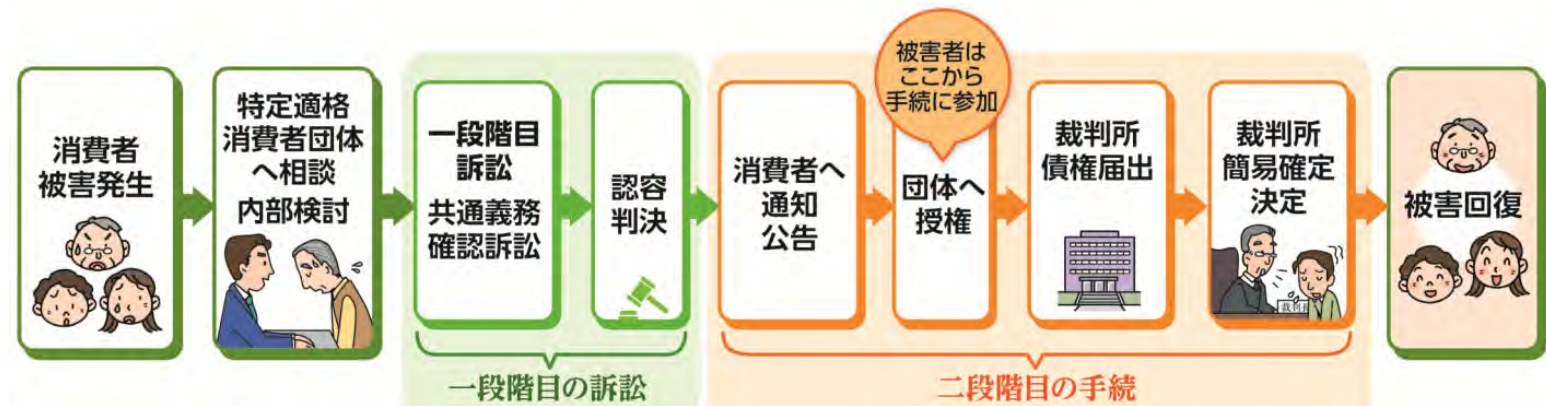 消費者
被害発生
特定適格
消費者団体
へ相談
内部検討
一段階目
訴訟
共通義務
確認訴訟
認容
判決
消費者へ
通知
公告
被害者は
ここから
手続に参加
団体へ
授権
裁判所
債権届出
裁判所
簡易確定
決定
被害回復
一段階目の訴訟
二段階目の手続